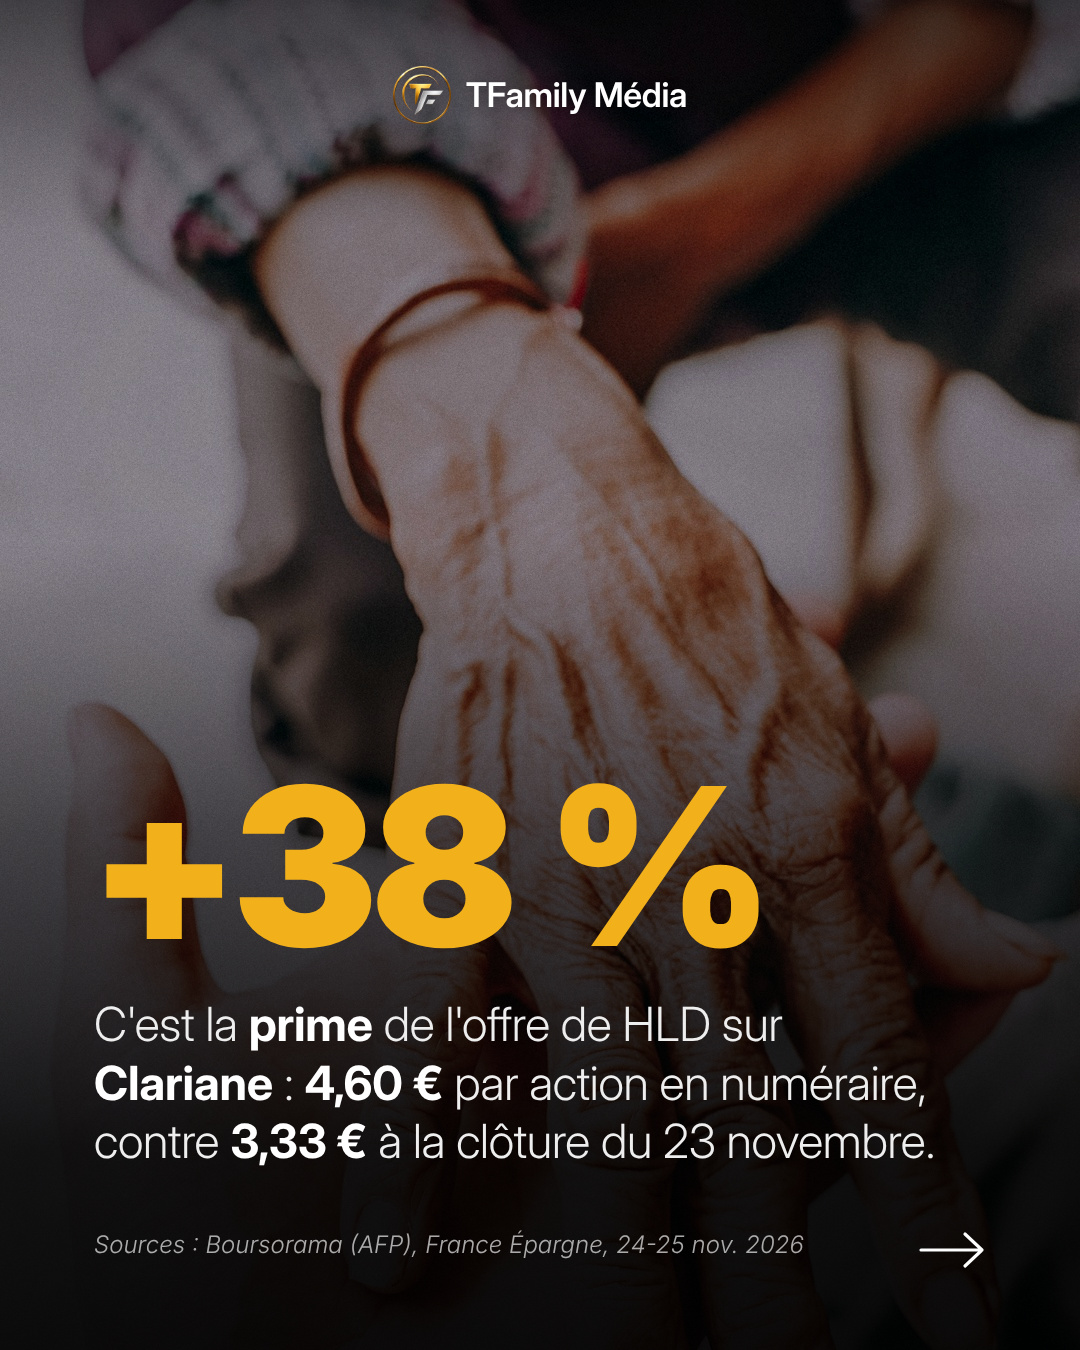 TFamily Média
+38 %
C'est la prime de l'offre de HLD sur
Clariane : 4,60 € par action en numéraire,
contre 3,33 € à la clôture du 23 novembre.
Sources : Boursorama (AFP), France Épargne, 24-25 nov. 2026